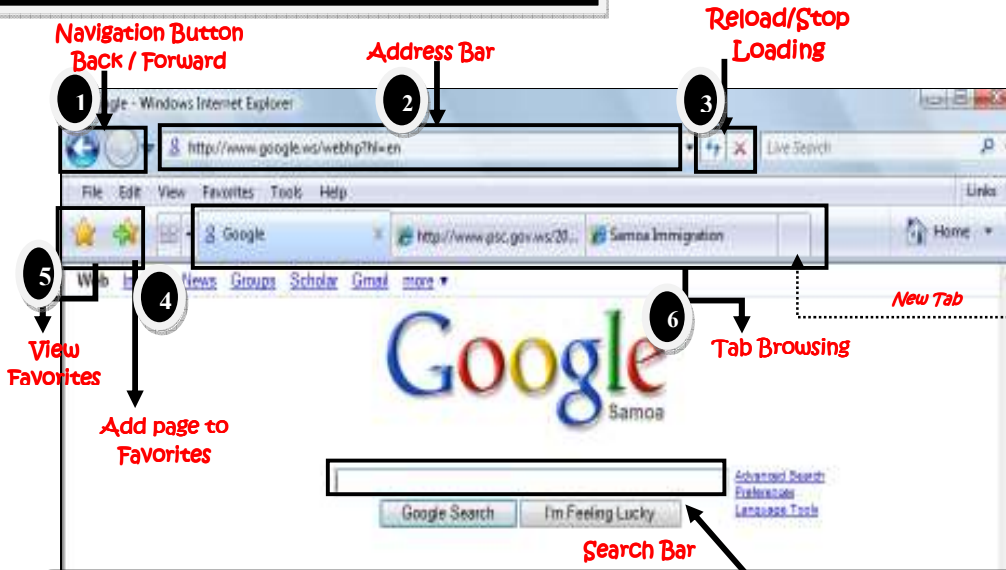 Navigation Button
Back / Forward
Address Bar
Reload/Stop
Loading
1
2
3
gle - Windows Internet Explorer
http://www.google.ws/webhp?hl=en
Live Search
File Edit View Favorites Tools Help
Links
Google
http://www.psc.gov.ws/20...
Samoa Immigration
Home
5
4
6
Web News Groups Scholar Gmail more
New Tab
View
Favorites
Tab Browsing
Google
Samoa
Add page to
Favorites
Advanced Search
Preferences
Language Tools
Google Search
I'm Feeling Lucky
Search Bar